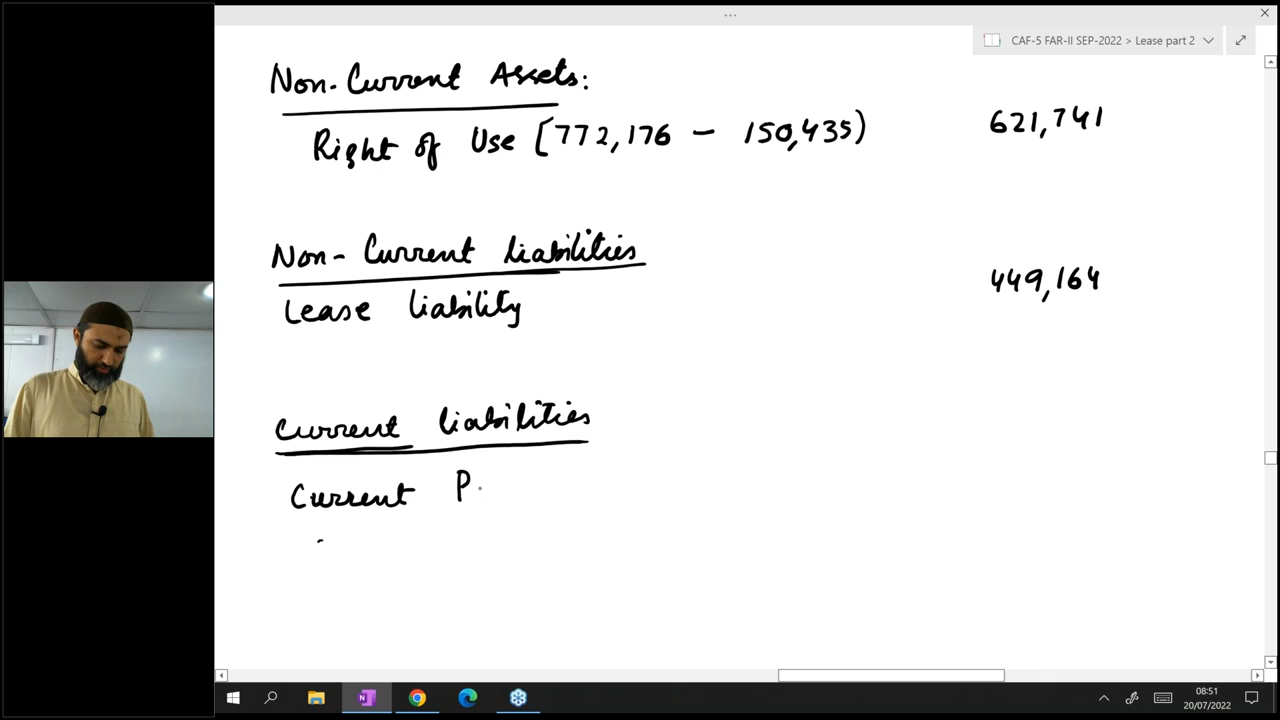 CAF-5 FAR-II SEP-2022 > Lease part 2
Non-Current Assets:
Right of Use [772,176 - 150,435) 621,741
Non-Current liabilities
Lease liability 449,164
Current liabilities
Current P
08:51
20/07/2022